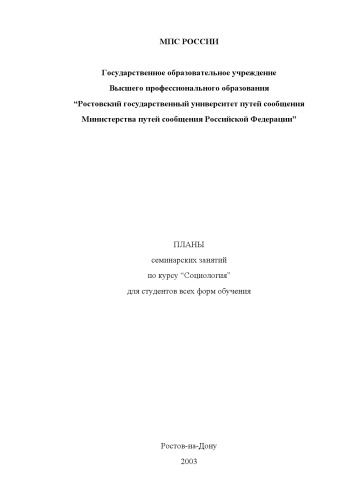 МПС РОССИИ
Государственное образовательное учреждение
Высшего профессионального образования
“Ростовский государственный университет путей сообщения
Министерства путей сообщения Российской Федерации”
ПЛАНЫ
семинарских занятий
по курсу “Социология”
для студентов всех форм обучения
Ростов-на-Дону
2003